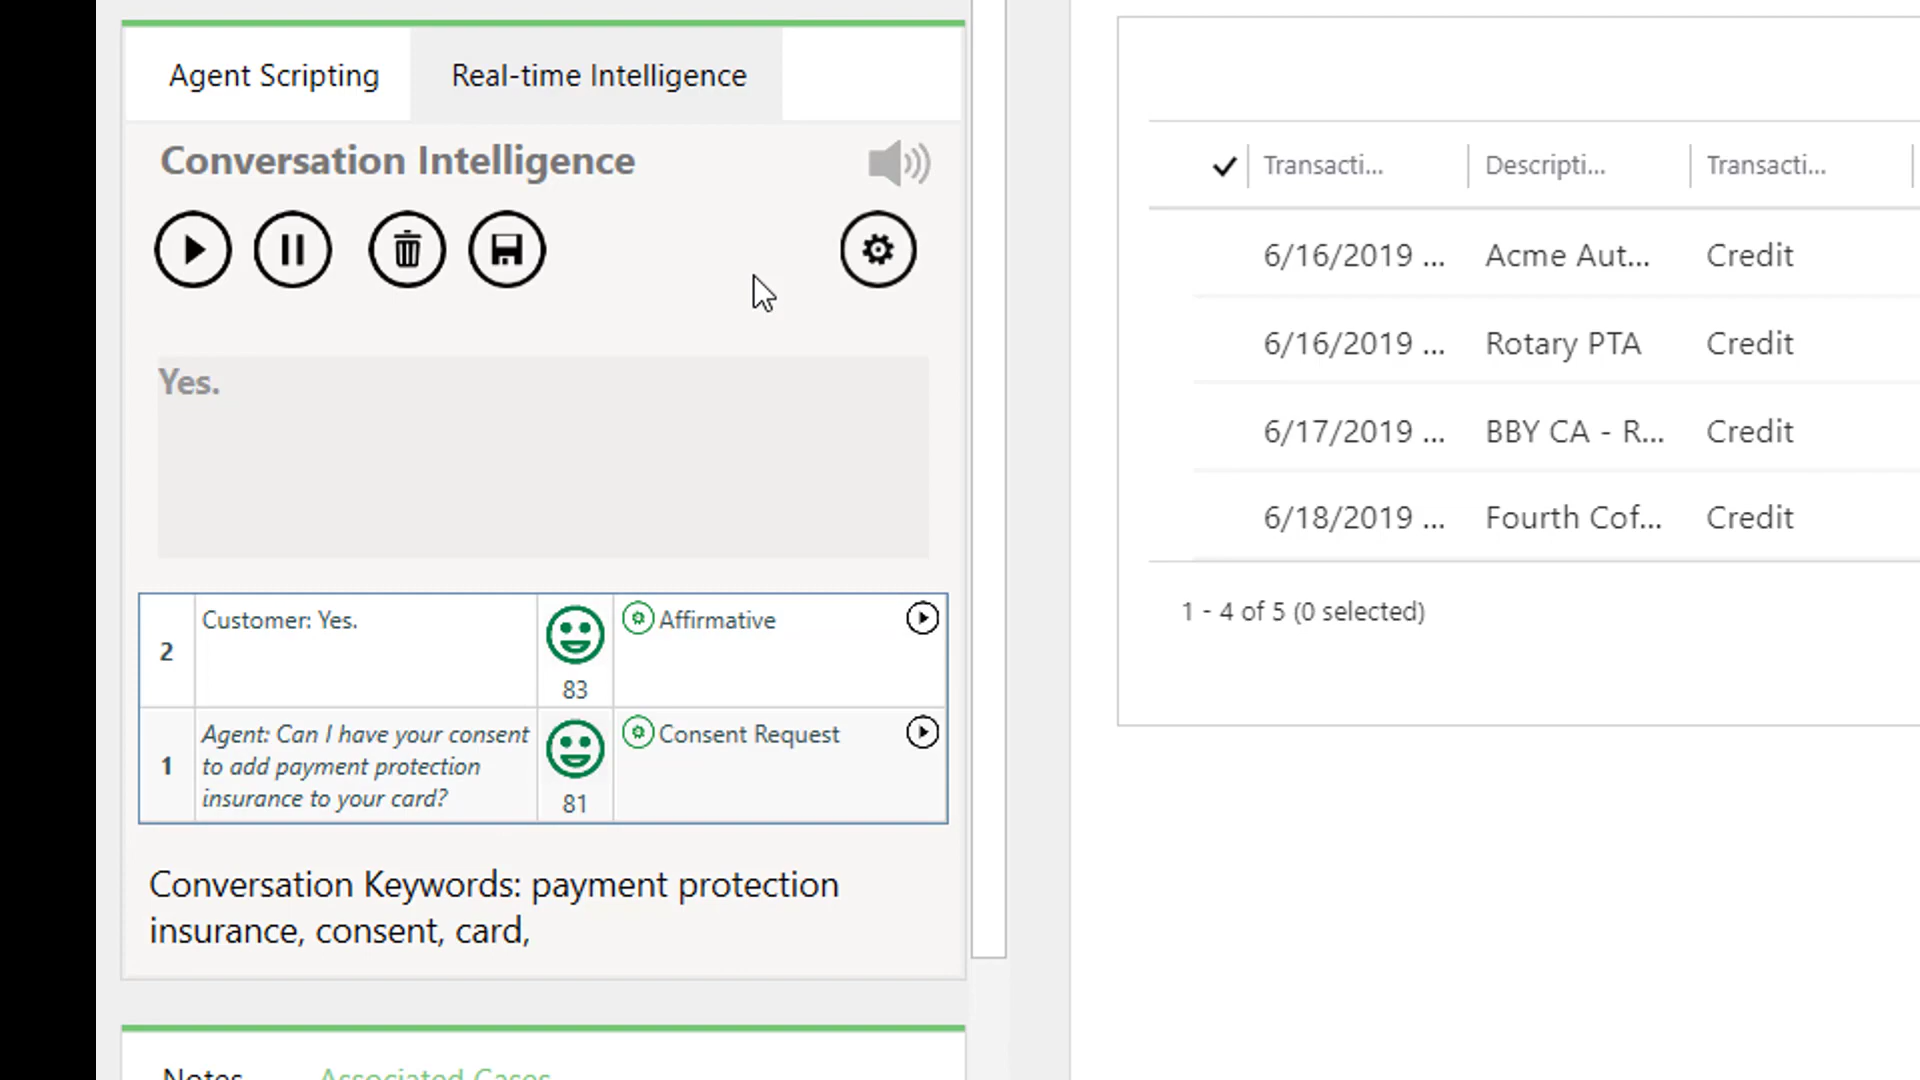 Agent Scripting
Real-time Intelligence
Conversation Intelligence
Yes.
2
Customer: Yes.
83
Affirmative
1
Agent: Can I have your consent
to add payment protection
insurance to your card?
81
Consent Request
Conversation Keywords: payment protection
insurance, consent, card,
Notes
Associated Cases
Transacti...
Descripti...
Transacti...
6/16/2019 ...
Acme Aut...
Credit
6/16/2019 ...
Rotary PTA
Credit
6/17/2019 ...
BBY CA - R...
Credit
6/18/2019 ...
Fourth Cof...
Credit
1 - 4 of 5 (0 selected)